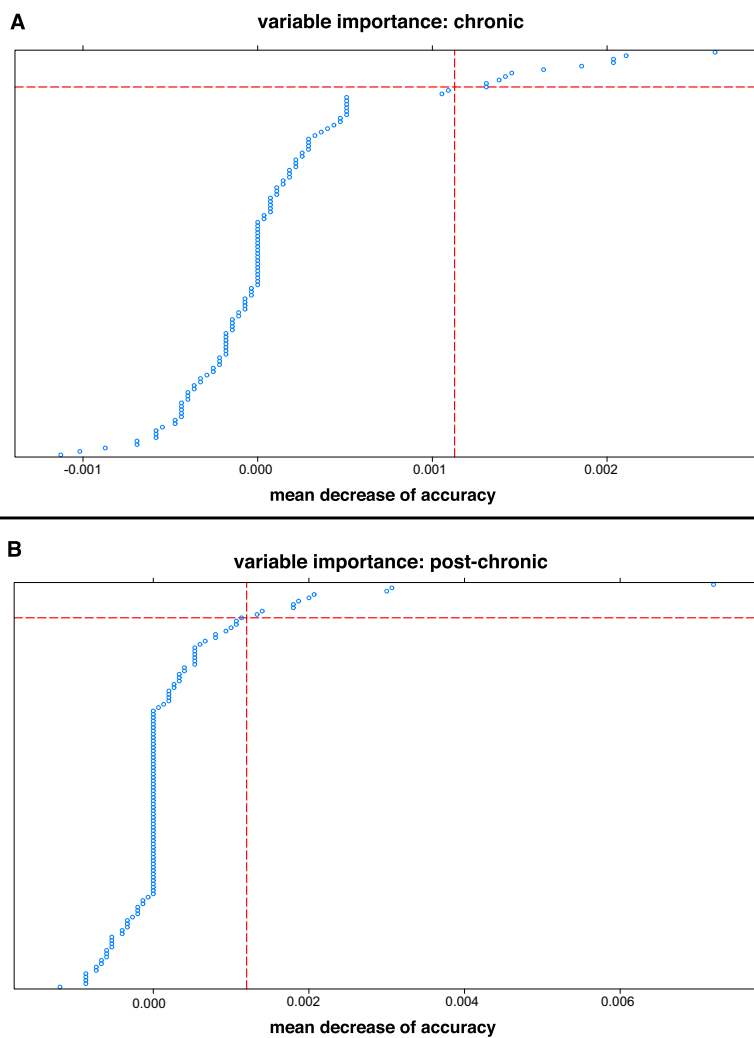 A
variable importance: chronic
-0.001 0.000 0.001 0.002
mean decrease of accuracy
B
variable importance: post-chronic
0.000 0.002 0.004 0.006
mean decrease of accuracy